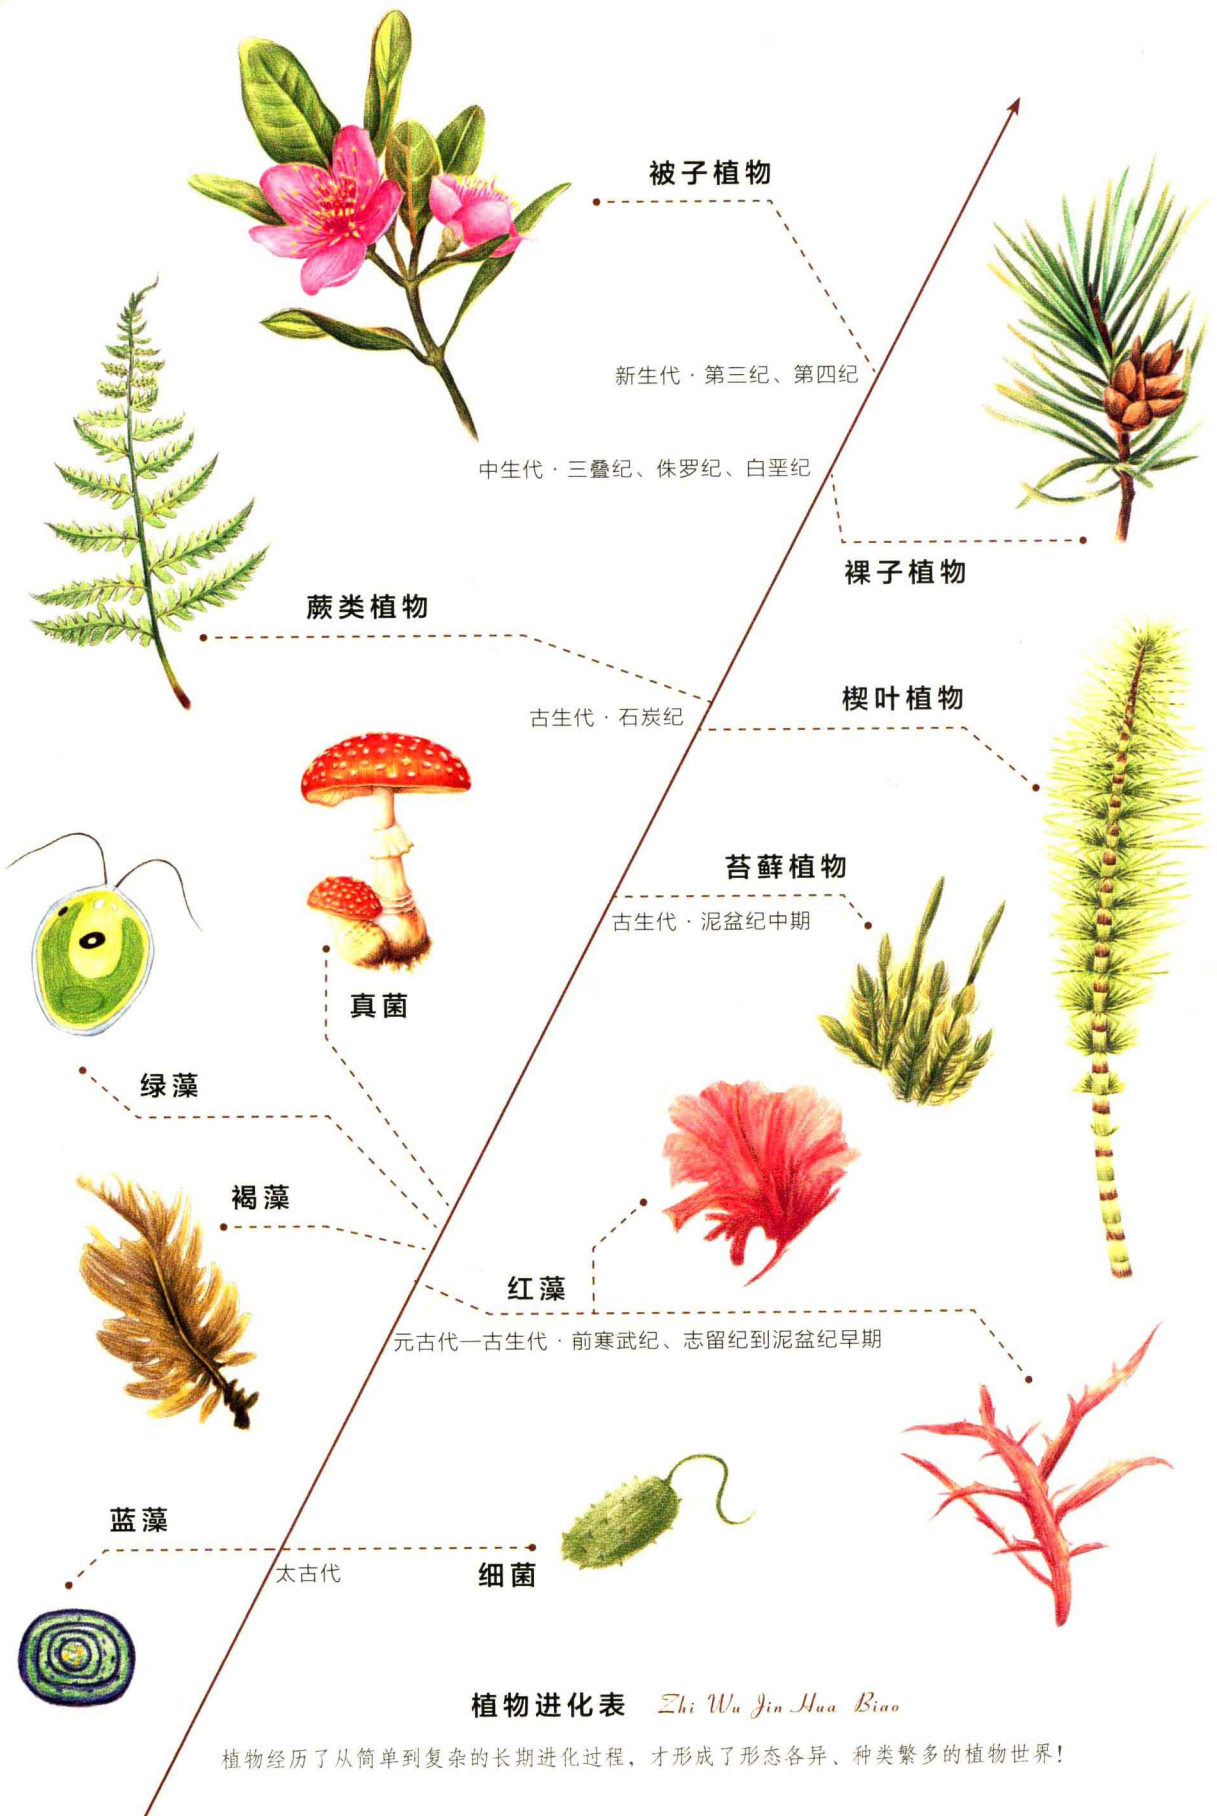 被子植物
新生代·第三纪、第四纪
中生代·三叠纪、侏罗纪、白垩纪
裸子植物
蕨类植物
楔叶植物
古生代·石炭纪
苔藓植物
古生代·泥盆纪中期
真菌
绿藻
褐藻
红藻
元古代—古生代·前寒武纪、志留纪到泥盆纪早期
蓝藻
太古代
细菌
植物进化表 Zhi Wu Jin Hua Biao
植物经历了从简单到复杂的长期进化过程，才形成了形态各异、种类繁多的植物世界！